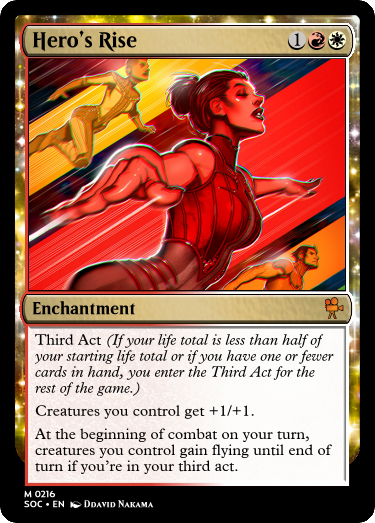 Hero's Rise 1
Enchantment
Third Act (If your life total is less than half of
your starting life total or if you have one or fewer
cards in hand, you enter the Third Act for the
rest of the game.)
Creatures you control get +1/+1.
At the beginning of combat on your turn,
creatures you control gain flying until end of
turn if you're in your third act.
M 0216
SOC • EN Ddavid Nakama